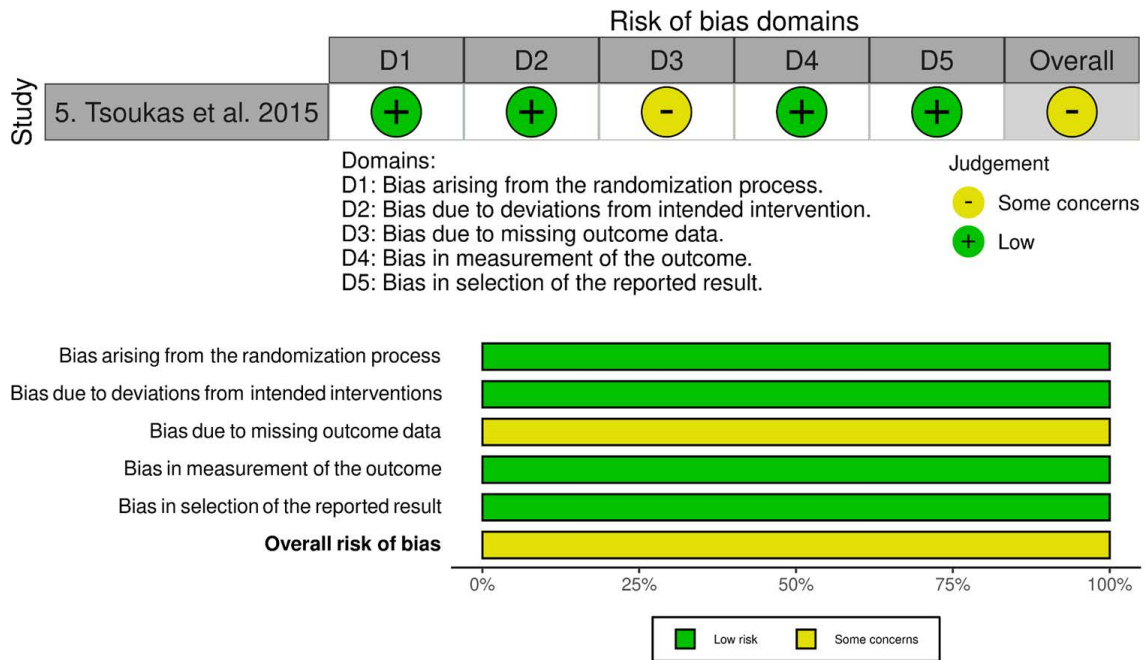 Risk of bias domains
D1 D2 D3 D4 D5 Overall
Study
5. Tsoukas et al. 2015 + + - + + -
Domains:
D1: Bias arising from the randomization process.
D2: Bias due to deviations from intended intervention.
D3: Bias due to missing outcome data.
D4: Bias in measurement of the outcome.
D5: Bias in selection of the reported result.
Judgement
- Some concerns
+ Low
Bias arising from the randomization process
Bias due to deviations from intended interventions
Bias due to missing outcome data
Bias in measurement of the outcome
Bias in selection of the reported result
Overall risk of bias
0% 25% 50% 75% 100%
Low risk Some concerns